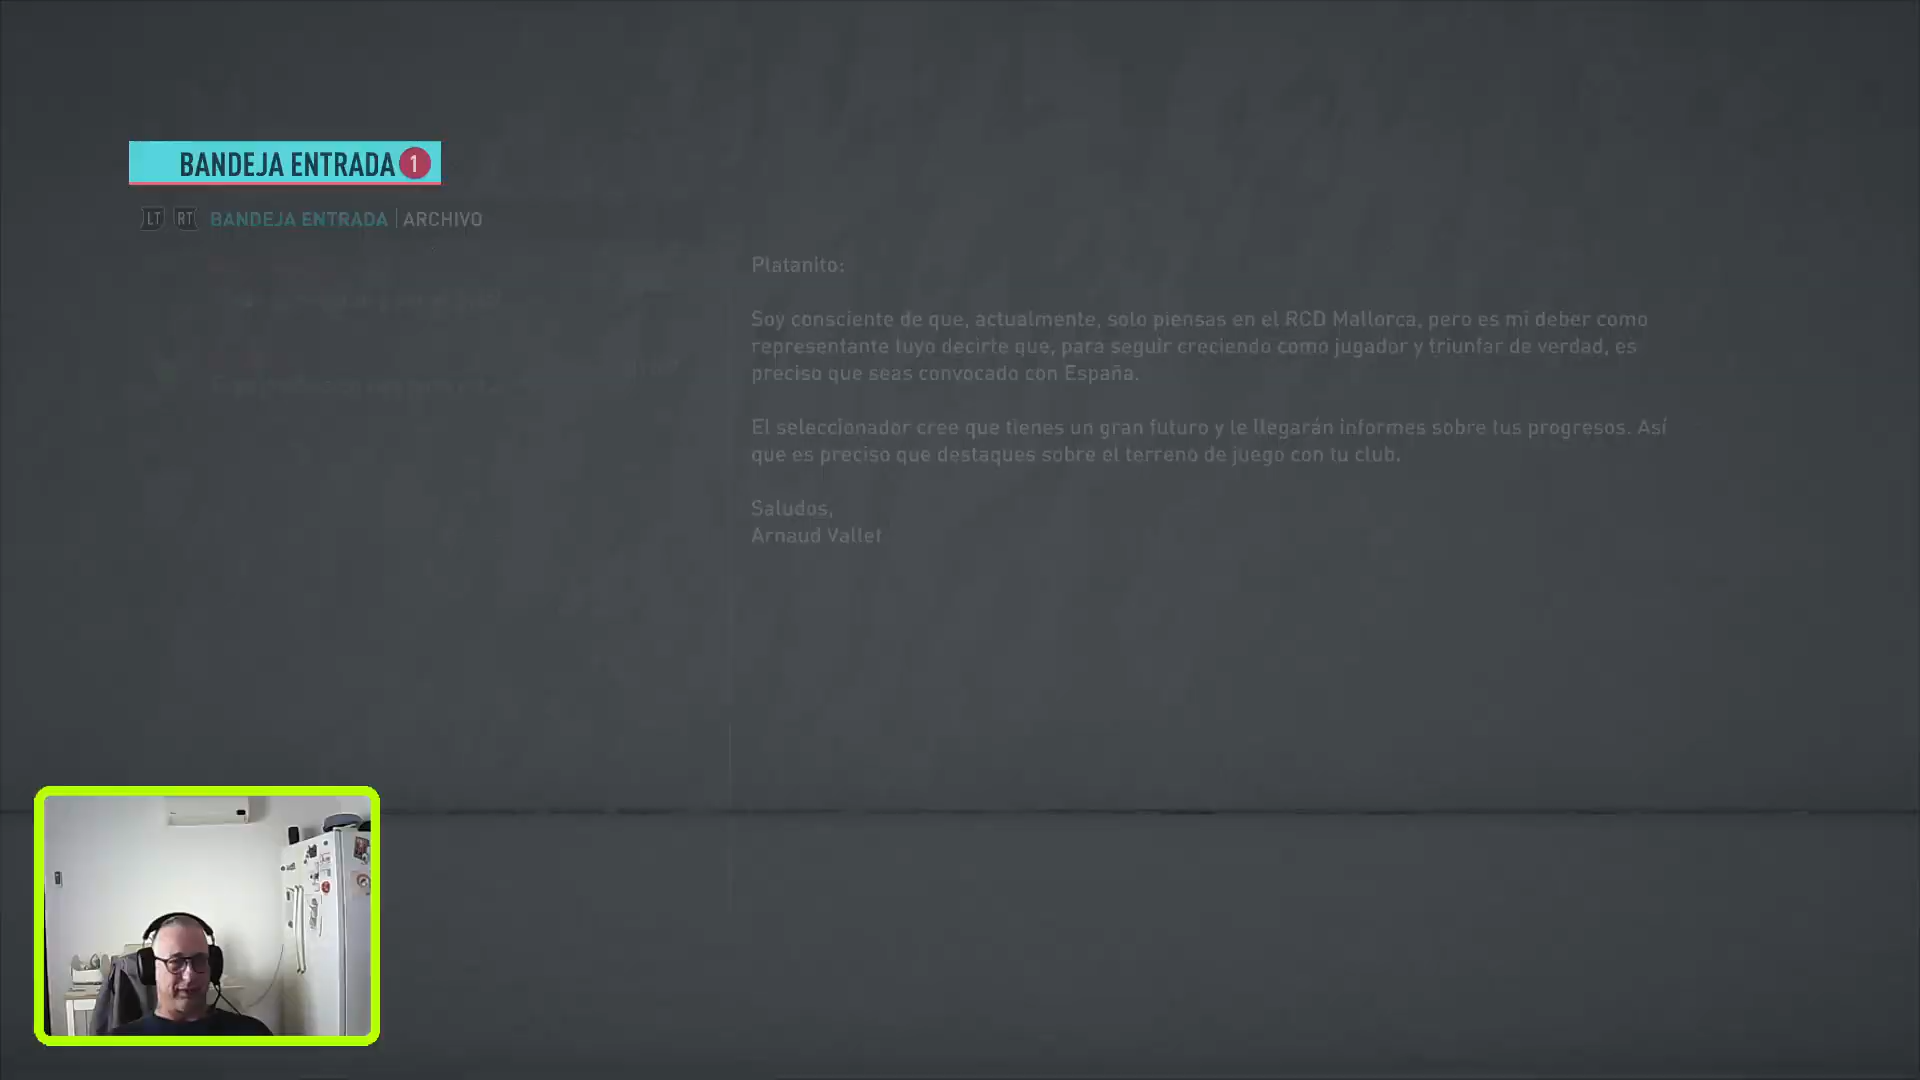 BANDEJA ENTRADA 1
LT RT BANDEJA ENTRADA | ARCHIVO
Platanito:
Soy consciente de que, actualmente, solo piensas en el RCD Mallorca, pero es mi deber como
representante tuyo decirte que, para seguir creciendo como jugador y triunfar de verdad, es
preciso que seas convocado con España.
El seleccionador cree que tienes un gran futuro y le llegarán informes sobre tus progresos. Así
que es preciso que destaques sobre el terreno de juego con tu club.
Saludos,
Arnaud Vallet